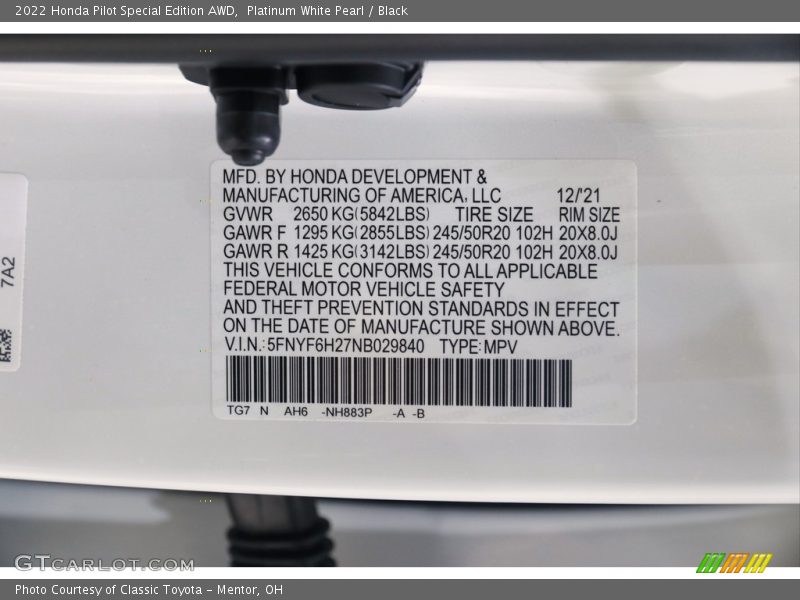 2022 Honda Pilot Special Edition AWD,  Platinum White Pearl / Black
MFD. BY HONDA DEVELOPMENT &
MANUFACTURING OF AMERICA, LLC 12/'21
GVWR 2650 KG(5842LBS) TIRE SIZE RIM SIZE
GAWR F 1295 KG(2855LBS) 245/50R20 102H 20X8.0J
GAWR R 1425 KG(3142LBS) 245/50R20 102H 20X8.0J
THIS VEHICLE CONFORMS TO ALL APPLICABLE
FEDERAL MOTOR VEHICLE SAFETY
AND THEFT PREVENTION STANDARDS IN EFFECT
ON THE DATE OF MANUFACTURE SHOWN ABOVE.
V.I.N.: 5FNYF6H27NB029840 TYPE:MPV
TG7 N AH6 -NH883P -A -B
7A2
GTCARLOT.COM
Photo Courtesy of Classic Toyota - Mentor, OH